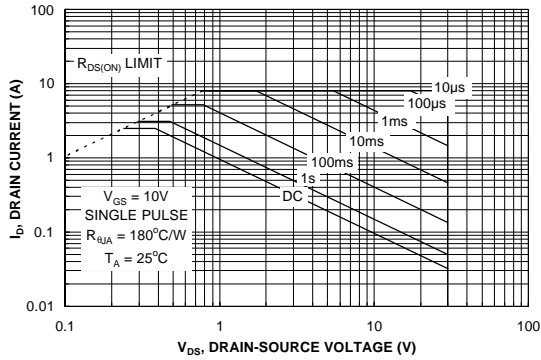 100
R_DS(ON) LIMIT
10µs
10
100µs
1ms
10ms
1
100ms
1s
DC
V_GS = 10V
SINGLE PULSE
R_θJA = 180°C/W
T_A = 25°C
0.1
0.01
0.1
1
10
100
I_D, DRAIN CURRENT (A)
V_DS, DRAIN-SOURCE VOLTAGE (V)